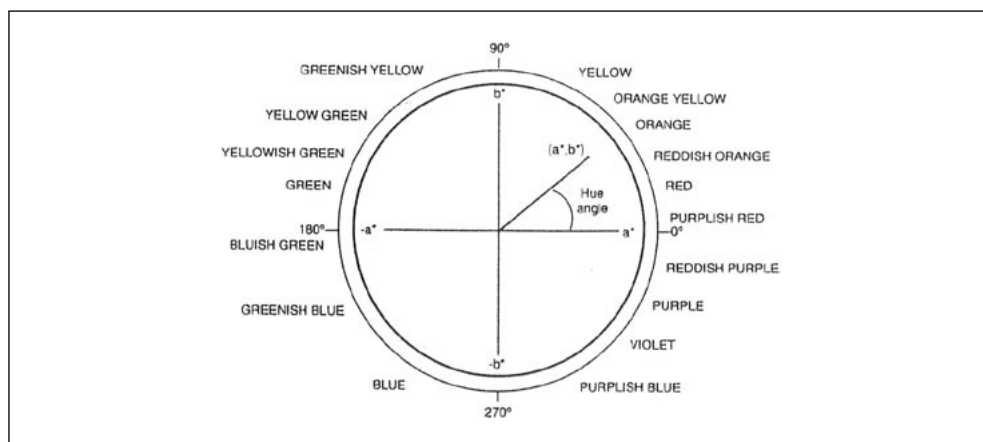 90°
GREENISH YELLOW
YELLOW
b*
ORANGE YELLOW
YELLOW GREEN
ORANGE
(a*,b*)
YELLOWISH GREEN
REDDISH ORANGE
GREEN
Hue
angle
RED
PURPLISH RED
180°
-a*
a*
0°
BLUISH GREEN
REDDISH PURPLE
GREENISH BLUE
PURPLE
VIOLET
-b*
BLUE
PURPLISH BLUE
270°